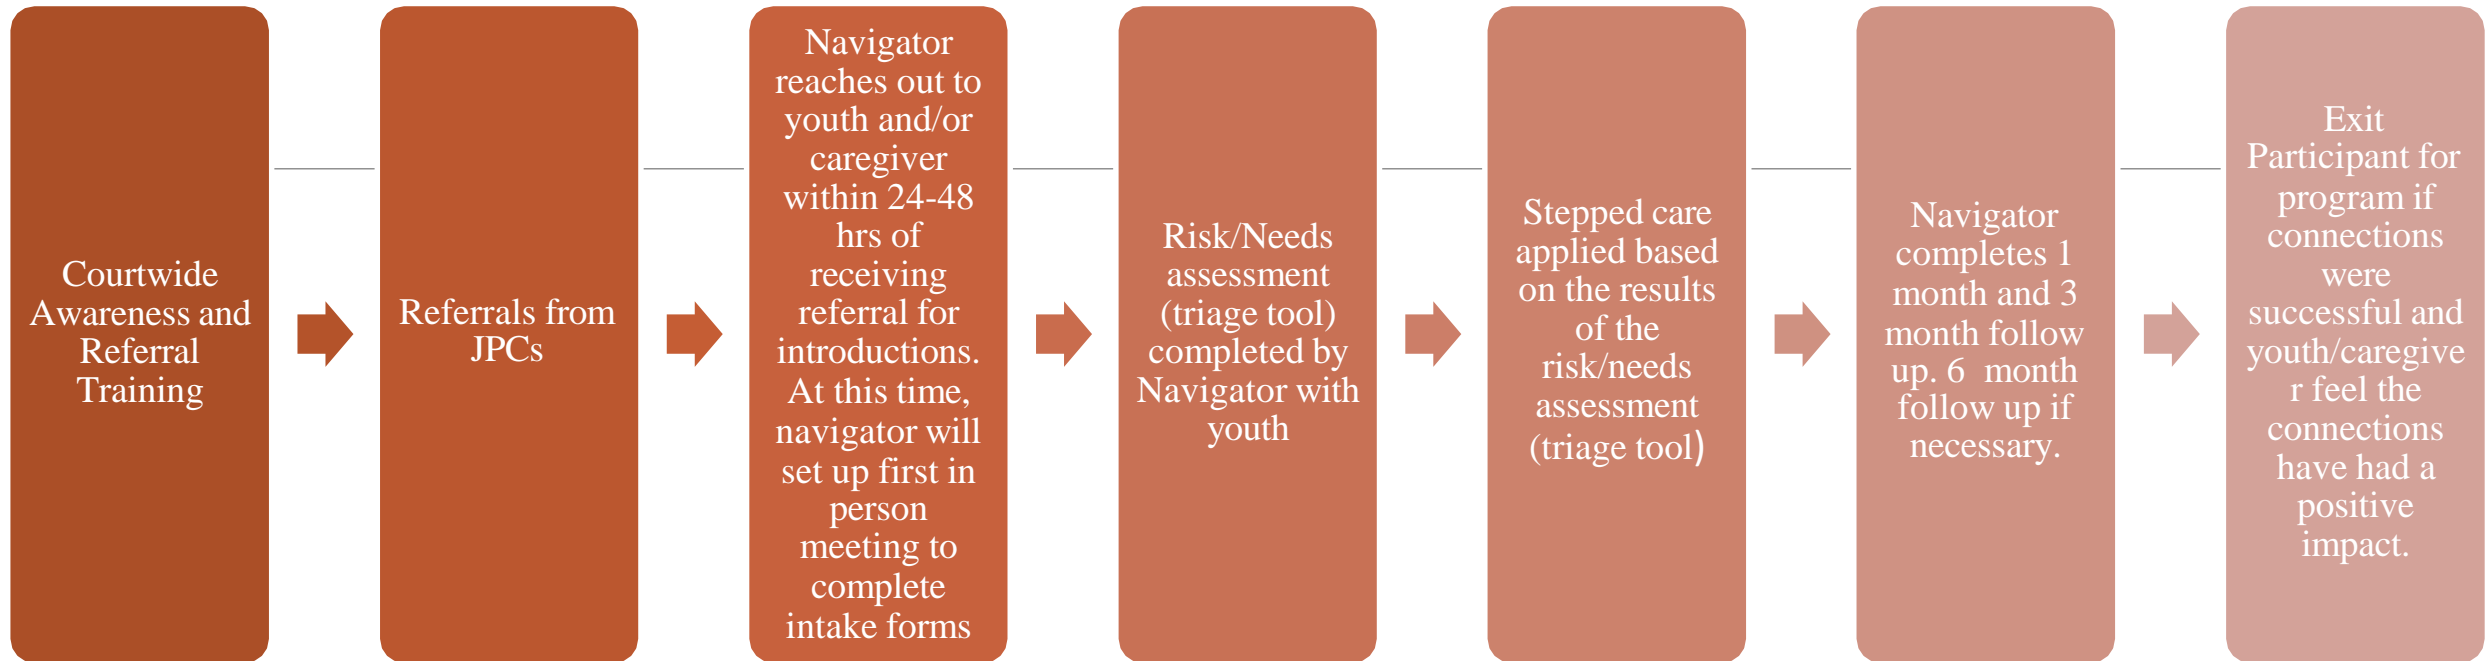 Courtwide
Awareness and
Referral
Training
Referrals from
JPCs
Navigator
reaches out to
youth and/or
caregiver
within 24-48
hrs of
receiving
referral for
introductions.
At this time,
navigator will
set up first in
person
meeting to
complete
intake forms
Risk/Needs
assessment
(triage tool)
completed by
Navigator with
youth
Stepped care
applied based
on the results
of the
risk/needs
assessment
(triage tool)
Navigator
completes 1
month and 3
month follow
up. 6  month
follow up if
necessary.
Exit
Participant for
program if
connections
were
successful and
youth/caregive
r feel the
connections
have had a
positive
impact.